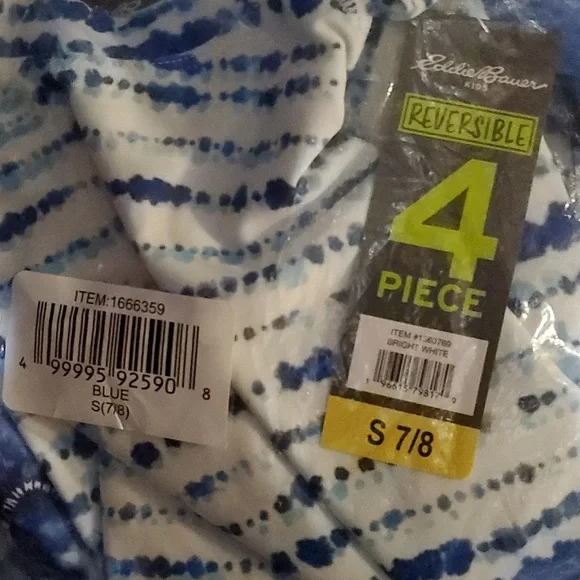 Eddie Bauer
KIDS
REVERSIBLE
4
PIECE
BRIGHT WHITE
S 7/8
ITEM:1666359
4 99995 92590 8
BLUE
S(7/8)